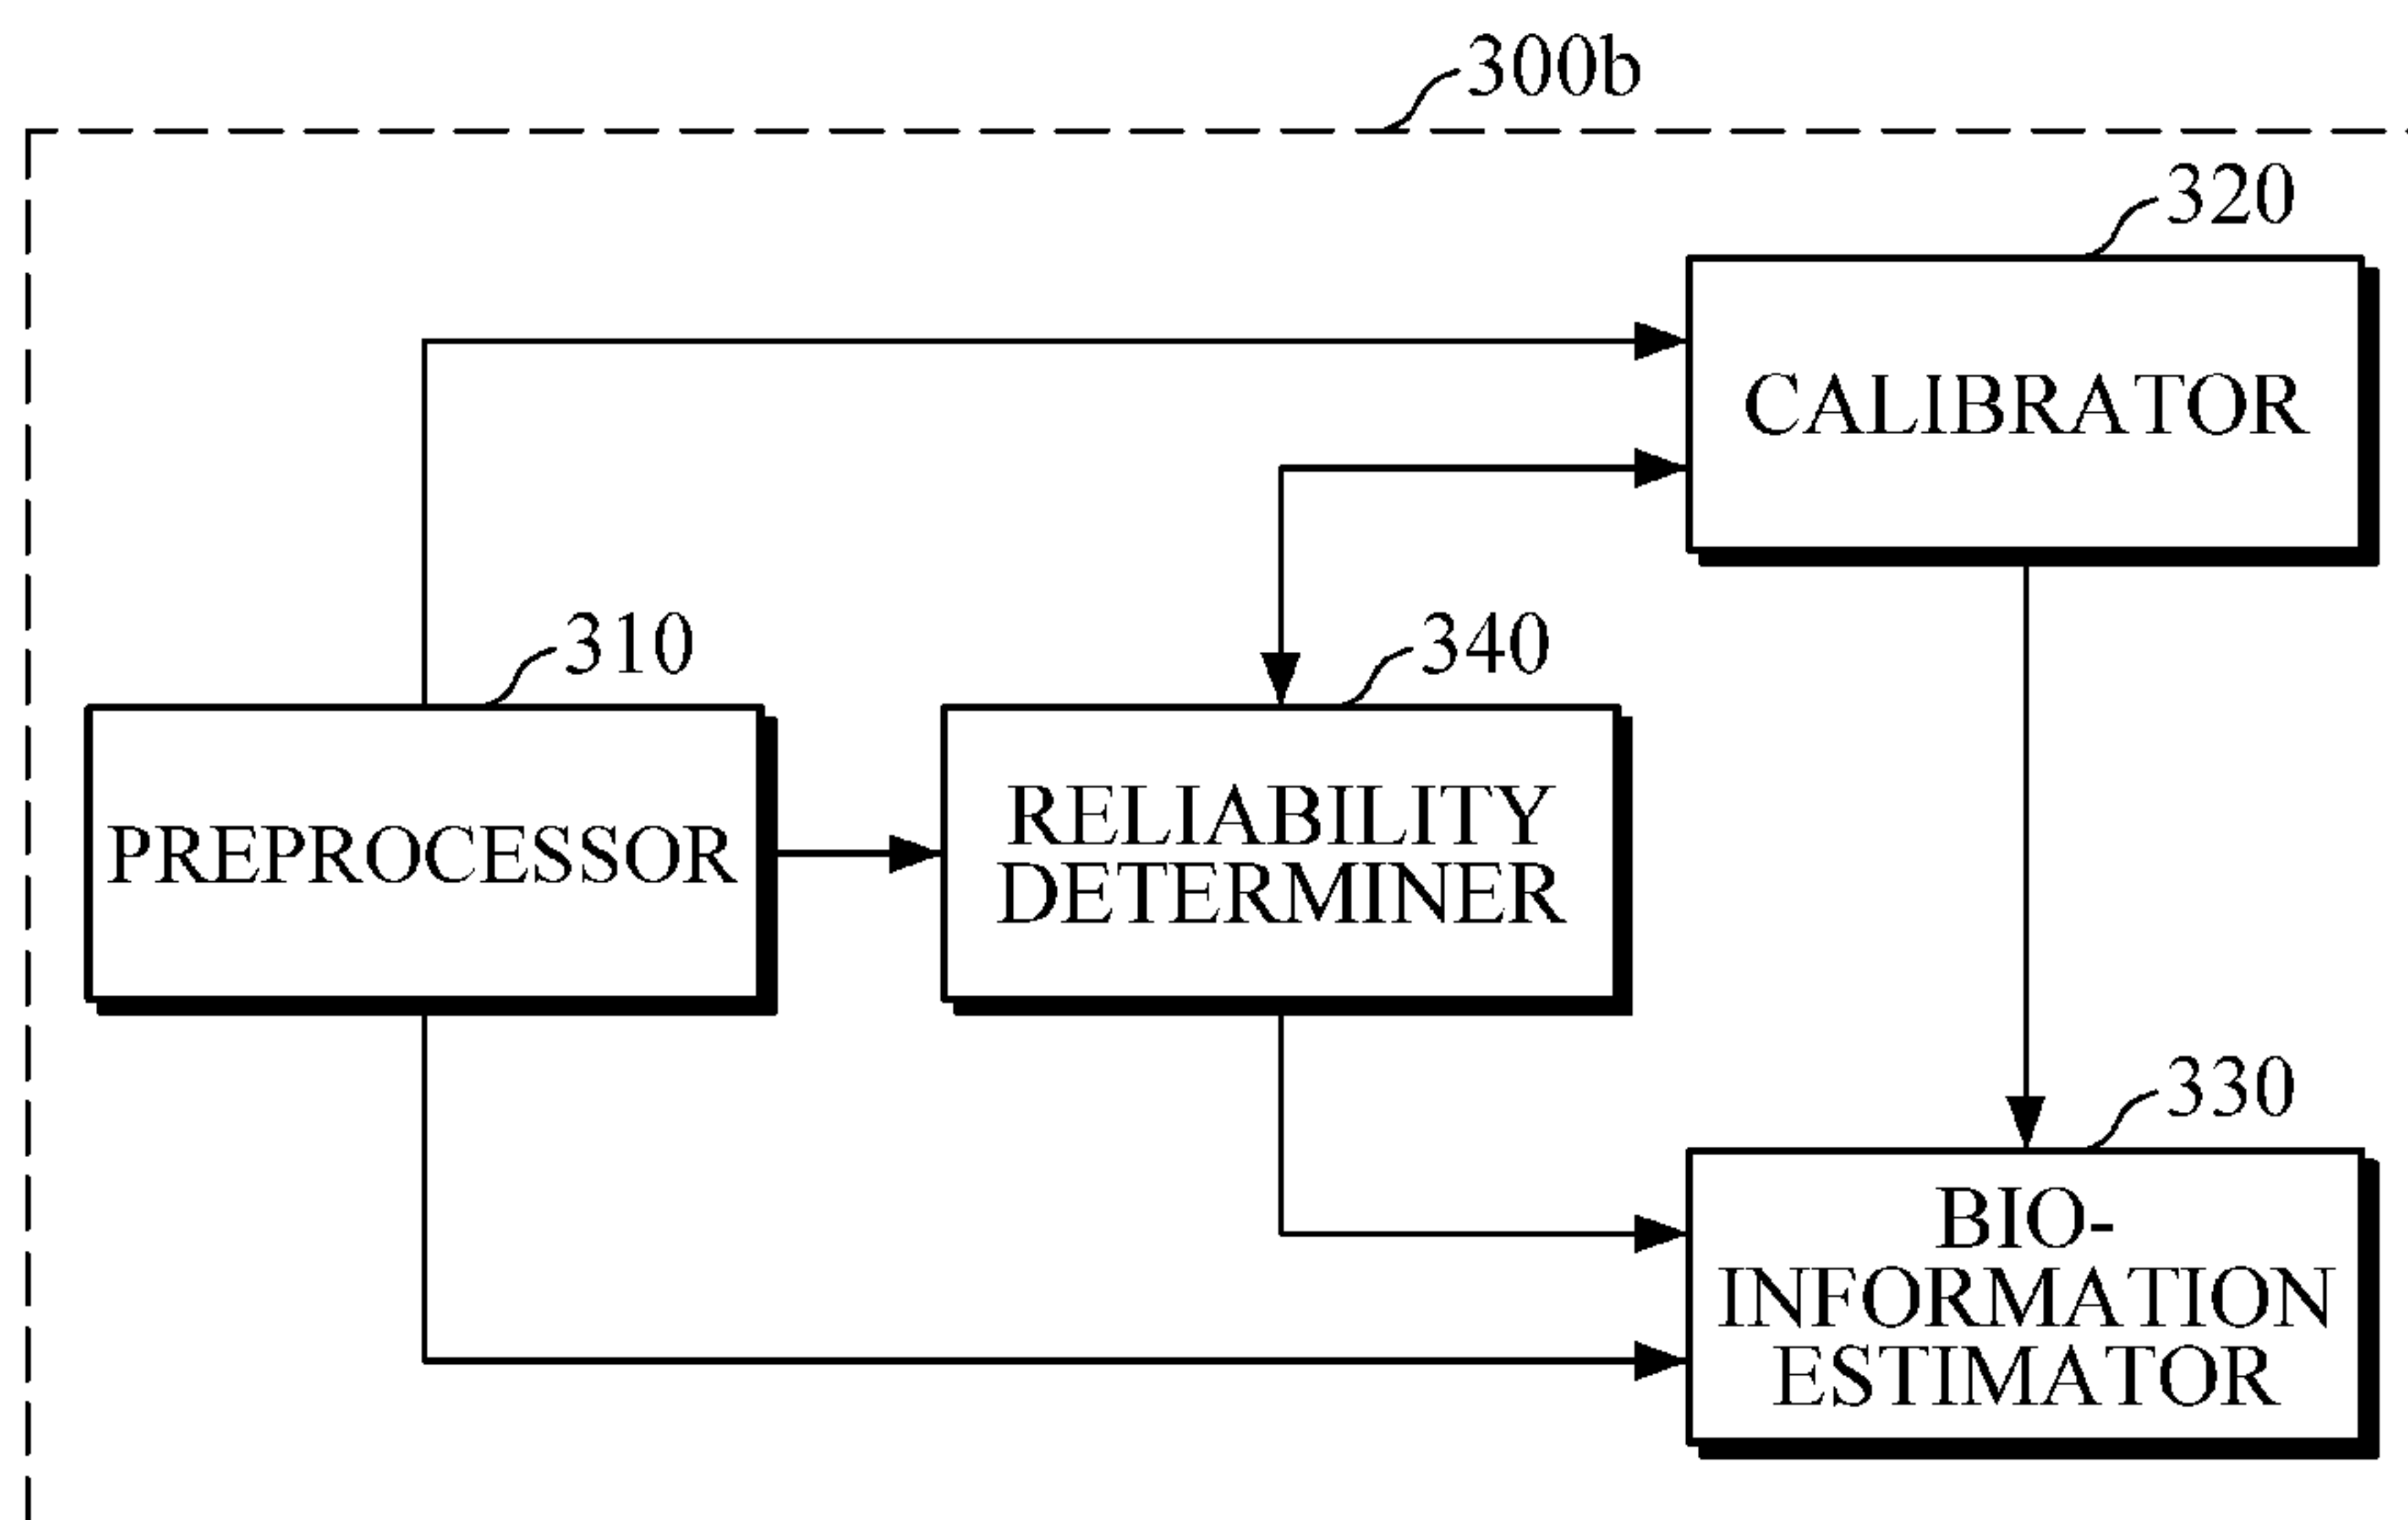 300b
320
CALIBRATOR
310
340
PREPROCESSOR
RELIABILITY
DETERMINER
330
BIO-
INFORMATION
ESTIMATOR